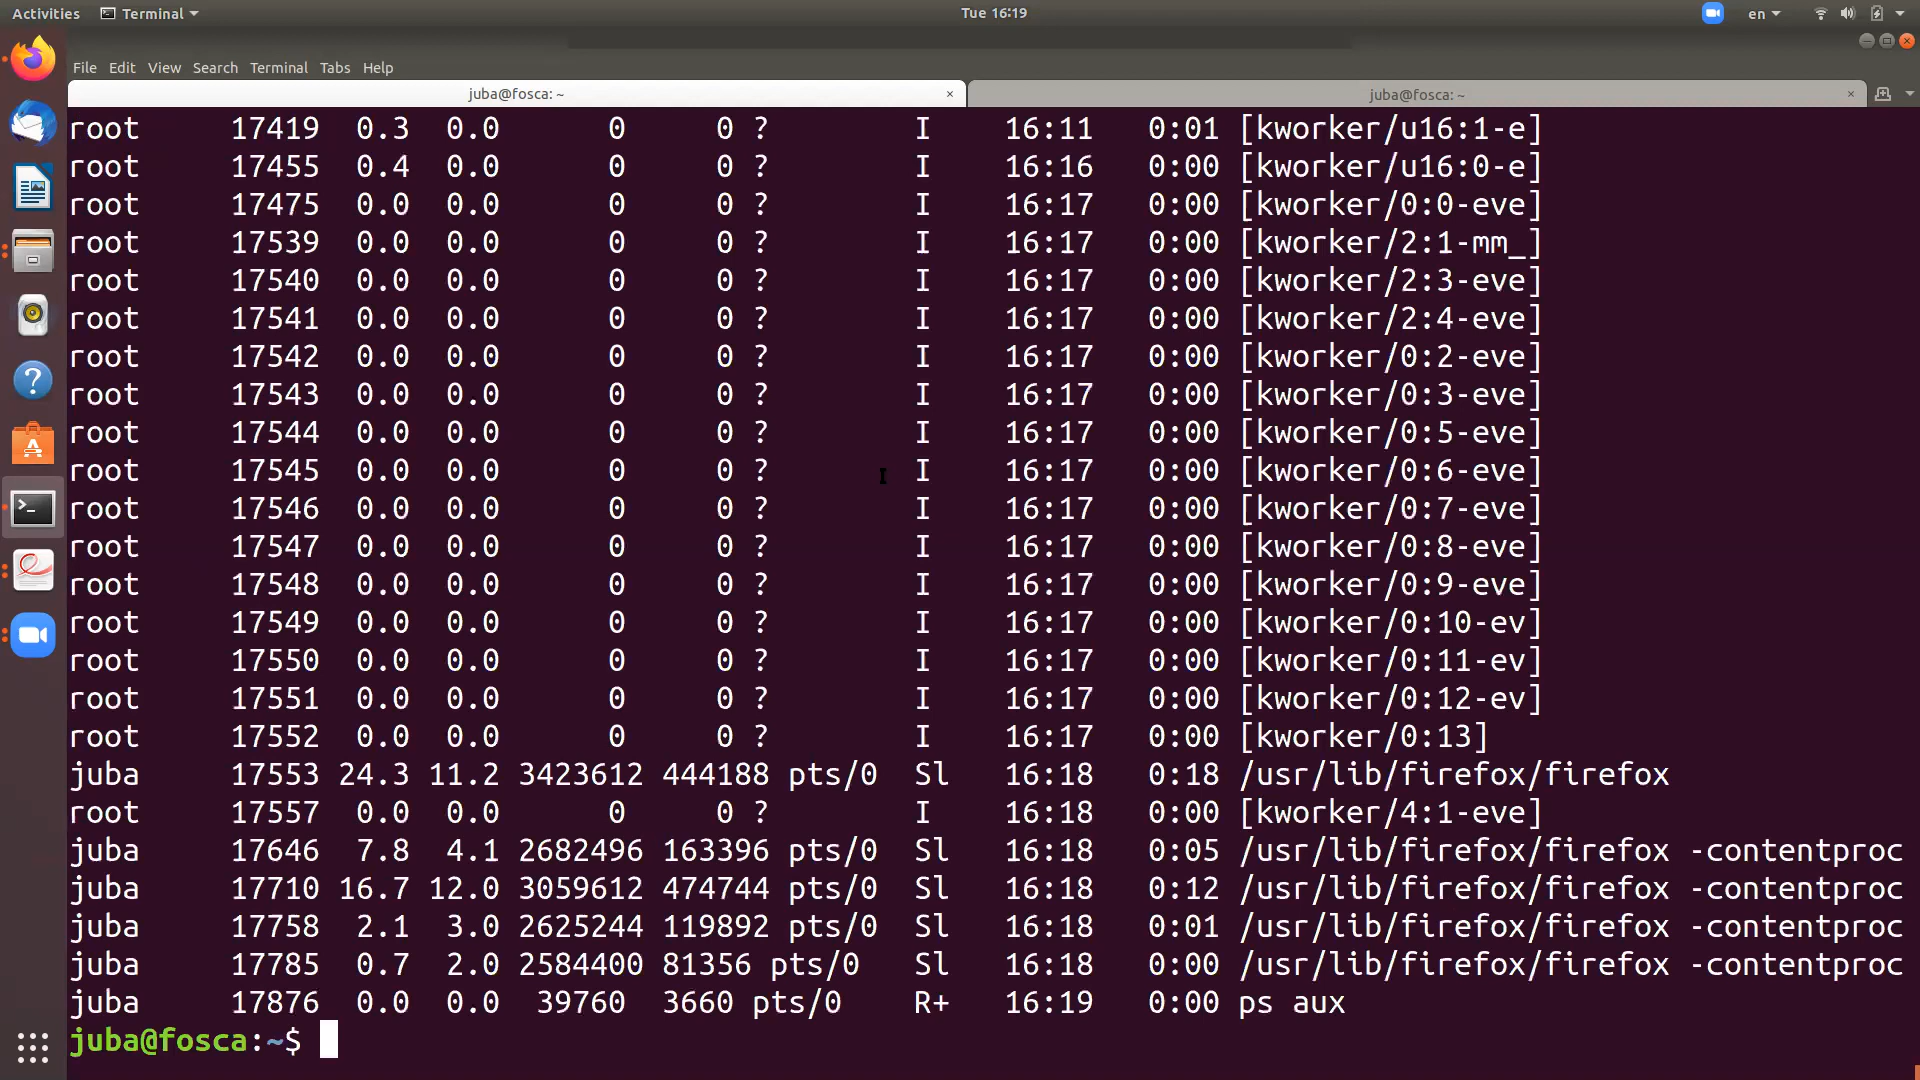 Activities Terminal Tue 16:19 en
File Edit View Search Terminal Tabs Help
juba@fosca: ~ × juba@fosca: ~ ×
root 17419 0.3 0.0 0 0 ? I 16:11 0:01 [kworker/u16:1-e]
root 17455 0.4 0.0 0 0 ? I 16:16 0:00 [kworker/u16:0-e]
root 17475 0.0 0.0 0 0 ? I 16:17 0:00 [kworker/0:0-eve]
root 17539 0.0 0.0 0 0 ? I 16:17 0:00 [kworker/2:1-mm_]
root 17540 0.0 0.0 0 0 ? I 16:17 0:00 [kworker/2:3-eve]
root 17541 0.0 0.0 0 0 ? I 16:17 0:00 [kworker/2:4-eve]
root 17542 0.0 0.0 0 0 ? I 16:17 0:00 [kworker/0:2-eve]
root 17543 0.0 0.0 0 0 ? I 16:17 0:00 [kworker/0:3-eve]
root 17544 0.0 0.0 0 0 ? I 16:17 0:00 [kworker/0:5-eve]
root 17545 0.0 0.0 0 0 ? I 16:17 0:00 [kworker/0:6-eve]
root 17546 0.0 0.0 0 0 ? I 16:17 0:00 [kworker/0:7-eve]
root 17547 0.0 0.0 0 0 ? I 16:17 0:00 [kworker/0:8-eve]
root 17548 0.0 0.0 0 0 ? I 16:17 0:00 [kworker/0:9-eve]
root 17549 0.0 0.0 0 0 ? I 16:17 0:00 [kworker/0:10-ev]
root 17550 0.0 0.0 0 0 ? I 16:17 0:00 [kworker/0:11-ev]
root 17551 0.0 0.0 0 0 ? I 16:17 0:00 [kworker/0:12-ev]
root 17552 0.0 0.0 0 0 ? I 16:17 0:00 [kworker/0:13]
juba 17553 24.3 11.2 3423612 444188 pts/0 Sl 16:18 0:18 /usr/lib/firefox/firefox
root 17557 0.0 0.0 0 0 ? I 16:18 0:00 [kworker/4:1-eve]
juba 17646 7.8 4.1 2682496 163396 pts/0 Sl 16:18 0:05 /usr/lib/firefox/firefox -contentproc
juba 17710 16.7 12.0 3059612 474744 pts/0 Sl 16:18 0:12 /usr/lib/firefox/firefox -contentproc
juba 17758 2.1 3.0 2625244 119892 pts/0 Sl 16:18 0:01 /usr/lib/firefox/firefox -contentproc
juba 17785 0.7 2.0 2584400 81356 pts/0 Sl 16:18 0:00 /usr/lib/firefox/firefox -contentproc
juba 17876 0.0 0.0 39760 3660 pts/0 R+ 16:19 0:00 ps aux
juba@fosca:~$